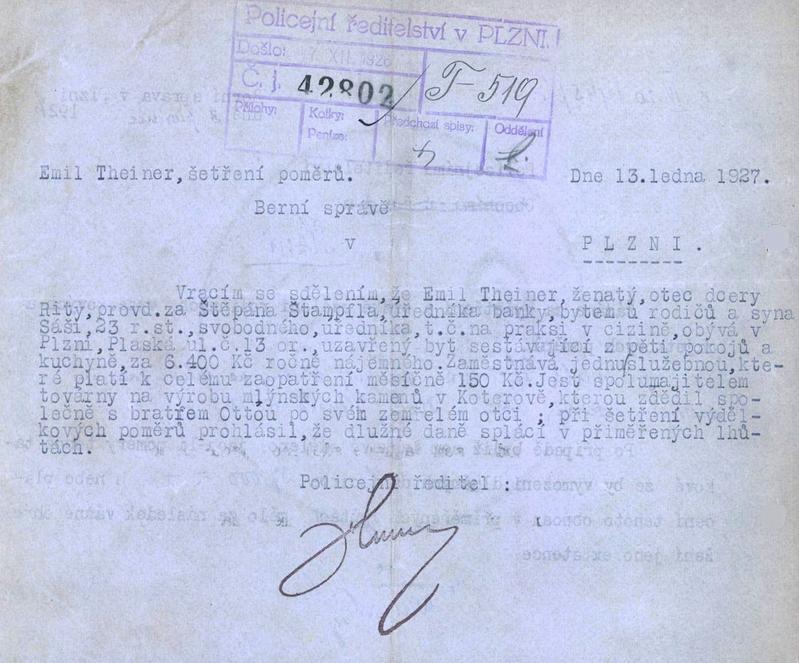 Policejní ředitelství v PLZNI.
Došlo: 17 XII. 1926
Č. j. 42802 T-519
Přílohy: Kolky: Předchozí spisy: Oddělení
Peníze:
Emil Theiner, šetření poměrů. Dne 13.ledna 1927.
Berní správě
v PLZNI.
Vracím se sdělením, že Emil Theiner, ženatý, otec dcery
Rity, provd. za Štěpána Štampfla, úředníka banky, bytem u rodičů a syna
Sáši, 23 r.st., svobodného, úředníka, t.č. na praksi v cizině, obývá v
Plzni, Plaská ul.č.13 or., uzavřený byt sestávající z pěti pokojů a
kuchyně, za 6.400 Kč ročně nájemného. Zaměstnává jednu služebnou, kte-
ré platí k celému zaopatření měsíčně 150 Kč. Jest spolumajitelem
továrny na výrobu mlýnských kamenů v Koterově, kterou zdědil spo-
lečně s bratřem Ottou po svém zemřelém otci ; při šetření výděl-
kových poměrů prohlásil, že dlužné daně splácí v přiměřených lhů-
tách.
Policejní ředitel :